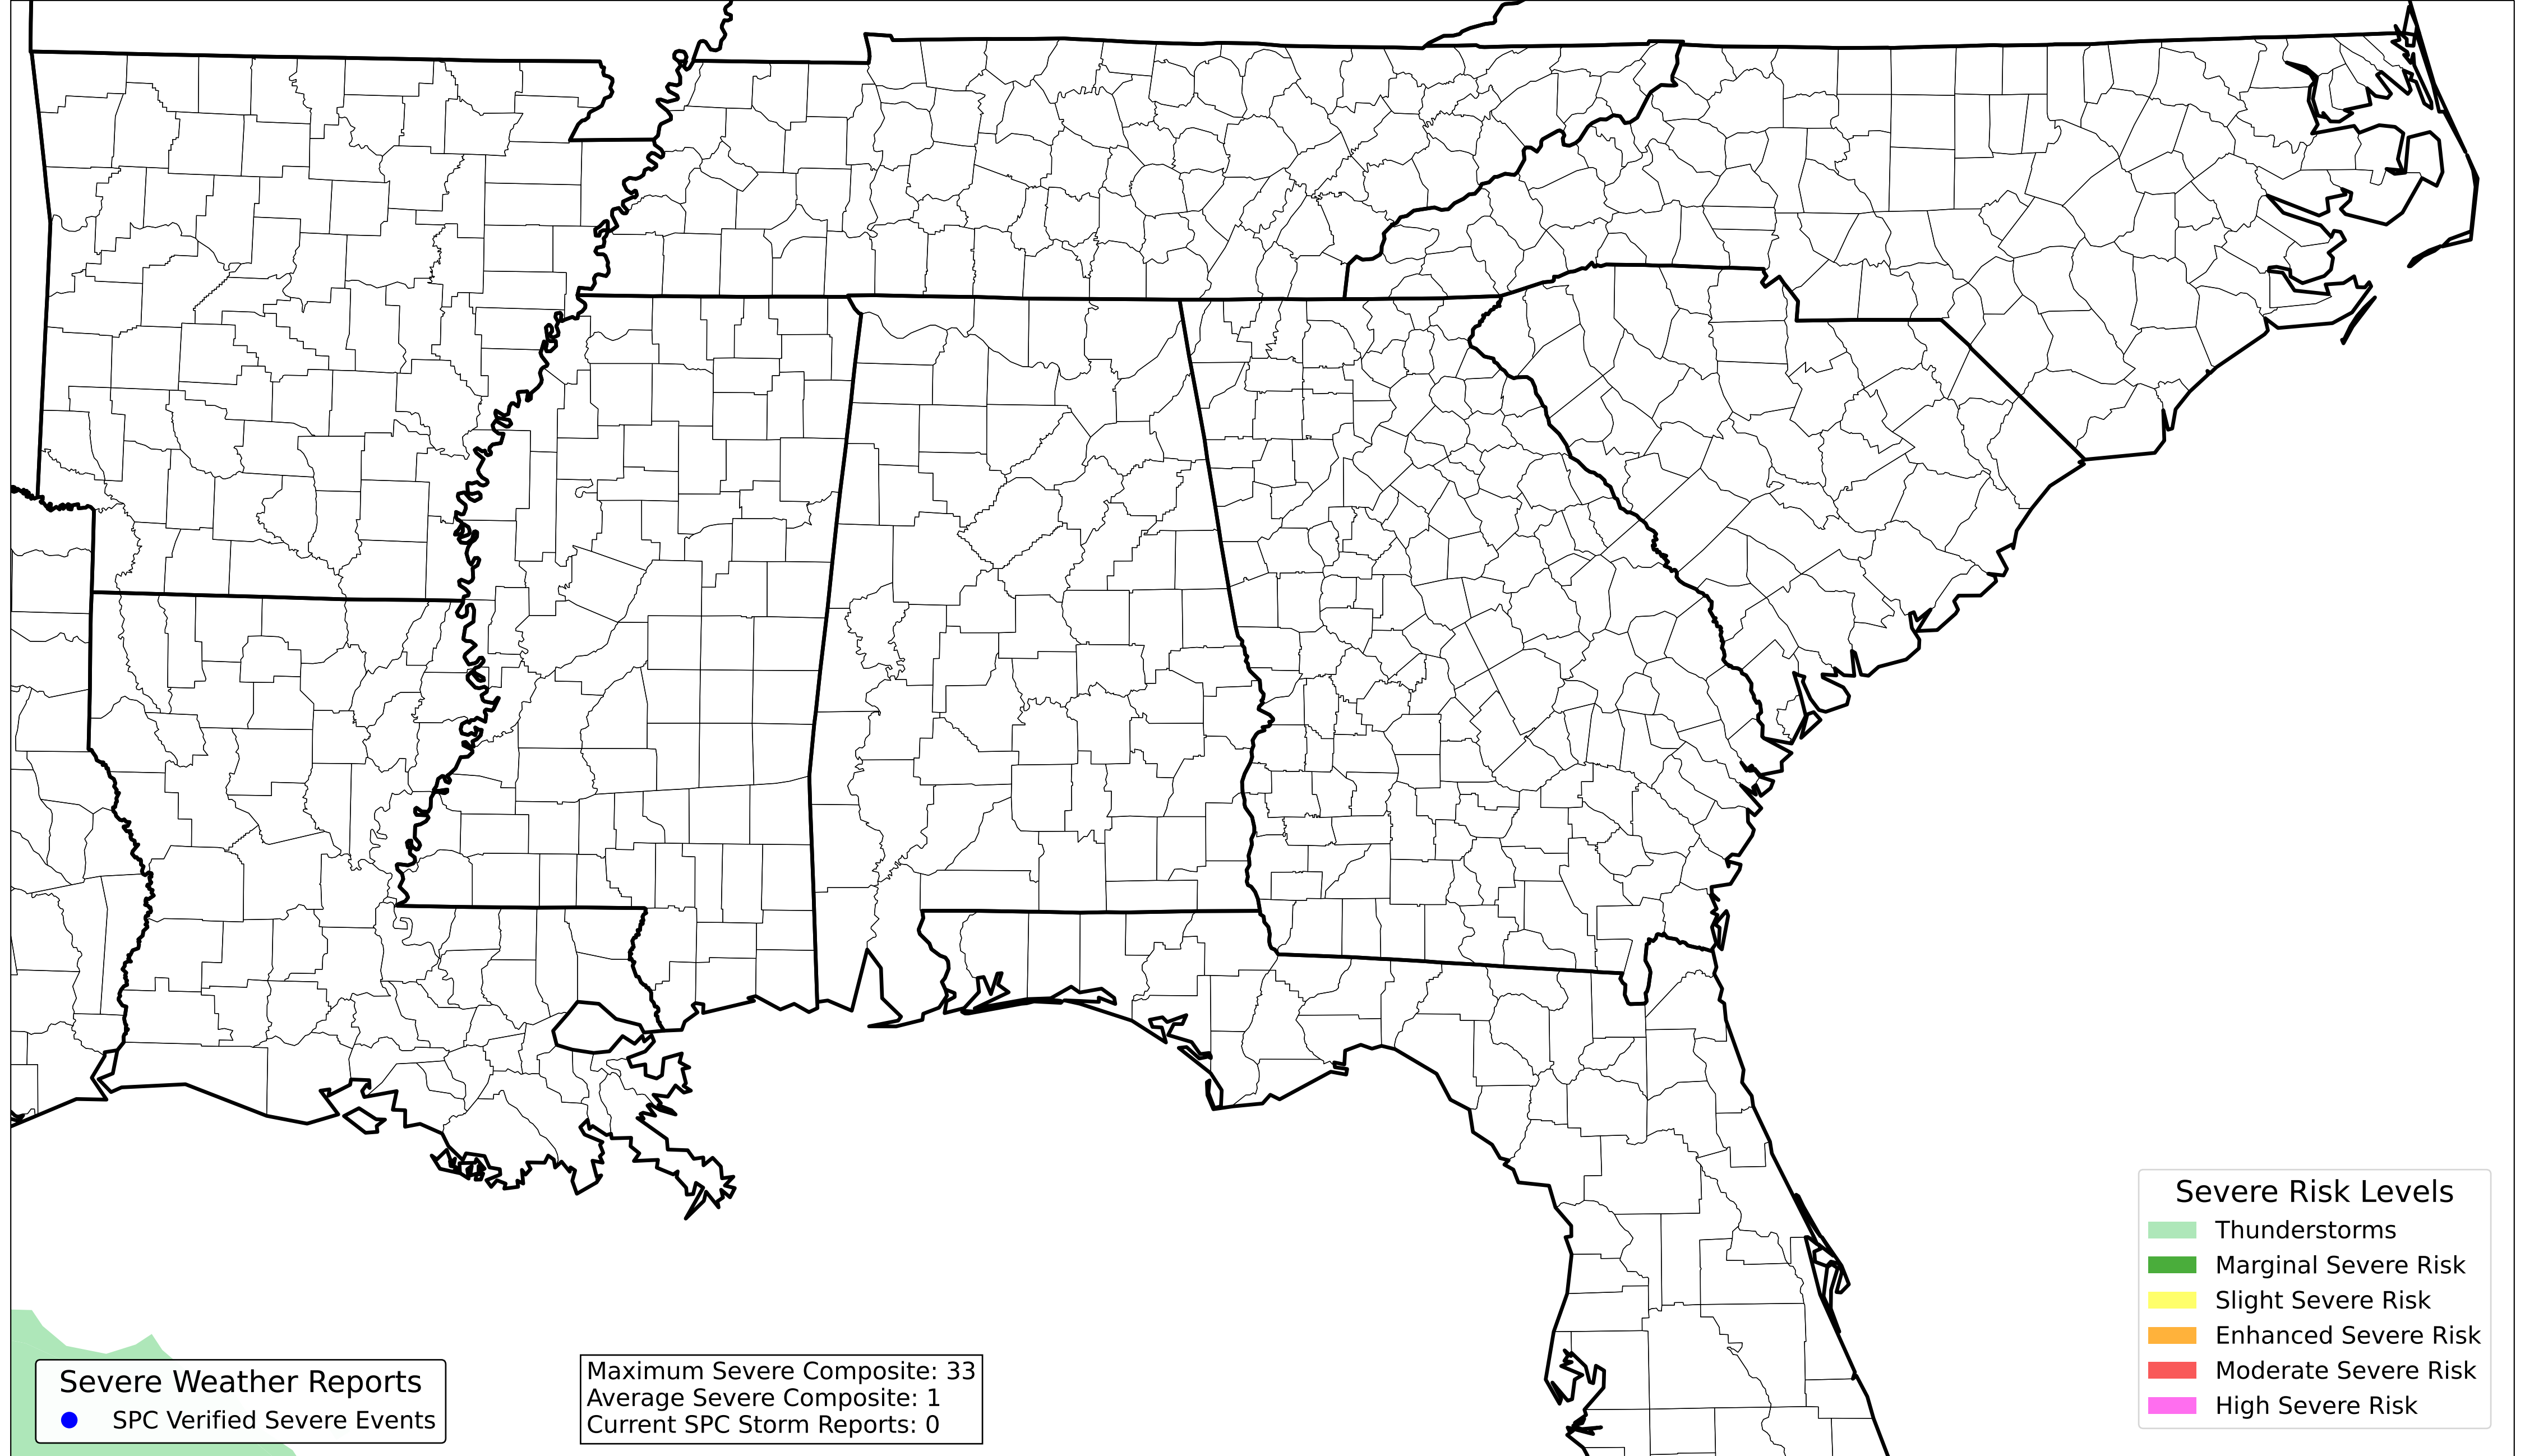 Severe Weather Reports
SPC Verified Severe Events
Maximum Severe Composite: 33
Average Severe Composite: 1
Current SPC Storm Reports: 0
Severe Risk Levels
Thunderstorms
Marginal Severe Risk
Slight Severe Risk
Enhanced Severe Risk
Moderate Severe Risk
High Severe Risk